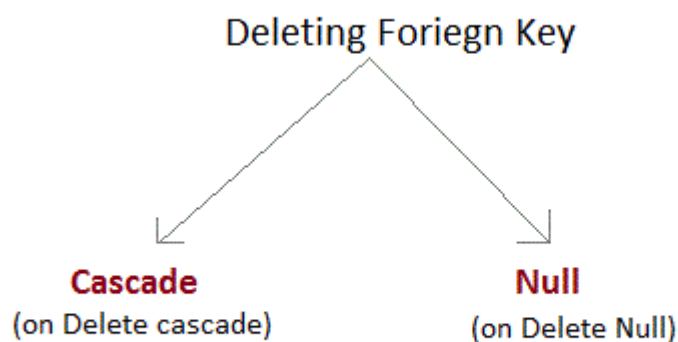 Deleting Foriegn Key
Cascade
(on Delete cascade)
Null
(on Delete Null)